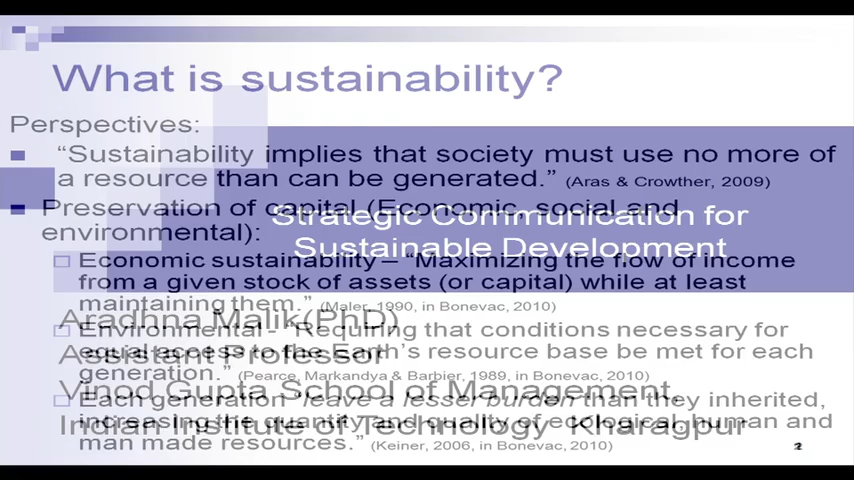 What is sustainability?
Perspectives:
“Sustainability implies that society must use no more of
a resource than can be generated.” (Aras & Crowther, 2009)
Preservation of capital (Economic, social and
environmental):
Economic sustainability – “Maximizing the flow of income
from a given stock of assets (or capital) while at least
maintaining them.” (Maler, 1990, in Bonevac, 2010)
Environmental - “Requiring that conditions necessary for
equal access to the Earth’s resource base be met for each
generation.” (Pearce, Markandya & Barbier, 1989, in Bonevac, 2010)
Each generation “leave a lesser burden than they inherited,
increasing the quantity and quality of ecological, human and
man made resources.” (Keiner, 2006, in Bonevac, 2010)
Strategic Communication for
Sustainable Development
Aradhna Malik(PhD)
Assistant Professor
Vinod Gupta School of Management,
Indian Institute of Technology Kharagpur